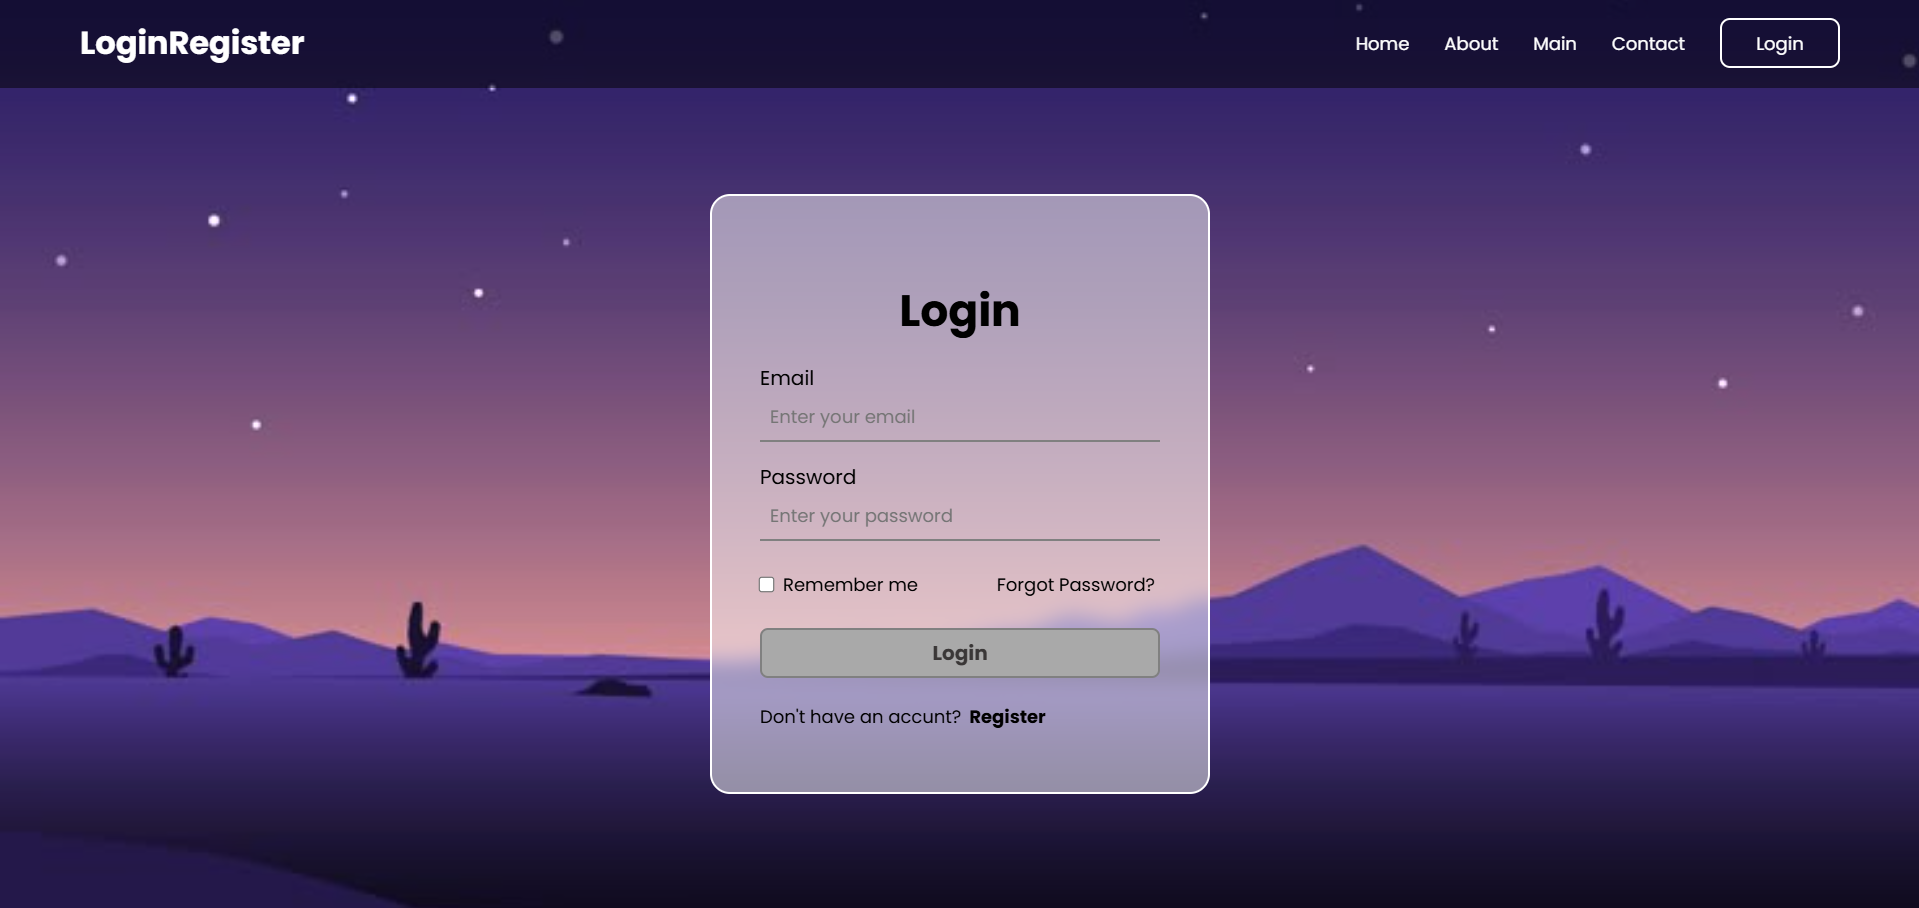 LoginRegister
Home About Main Contact Login
Login
Email
Enter your email
Password
Enter your password
Remember me Forgot Password?
Login
Don't have an accunt? Register